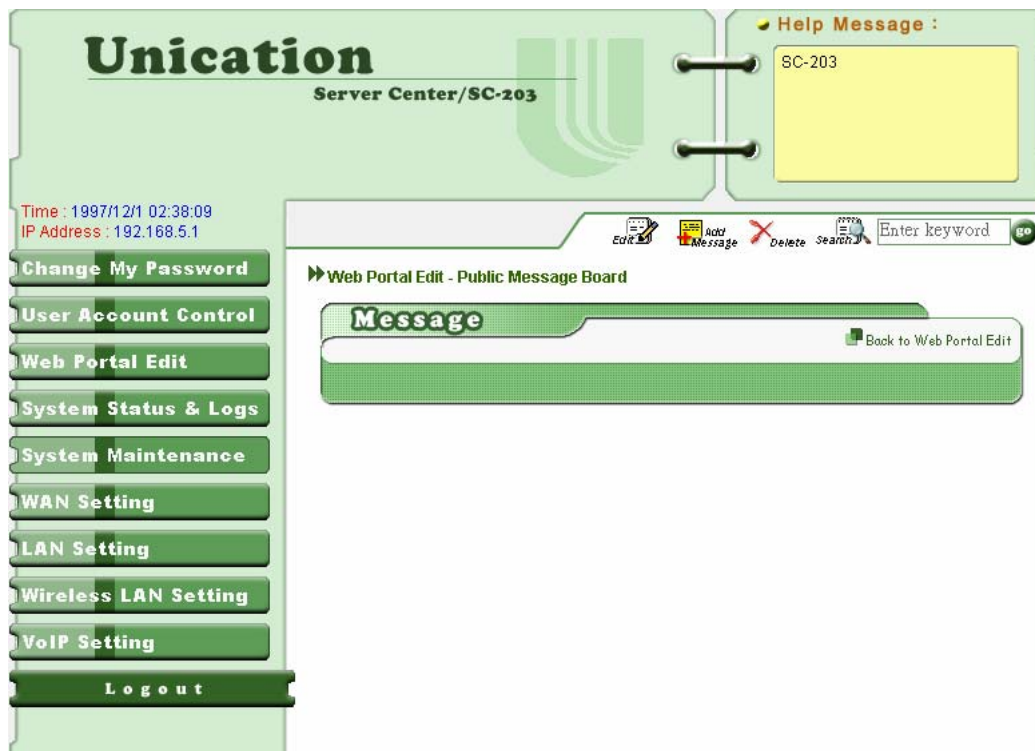 Unication
Server Center/SC-203
Help Message :
SC-203
Time : 1997/12/1 02:38:09
IP Address : 192.168.5.1
Edit
Add Message
Delete
Search
Enter keyword
go
Change My Password
User Account Control
Web Portal Edit
System Status & Logs
System Maintenance
WAN Setting
LAN Setting
Wireless LAN Setting
VoIP Setting
Logout
Web Portal Edit - Public Message Board
Message
Back to Web Portal Edit